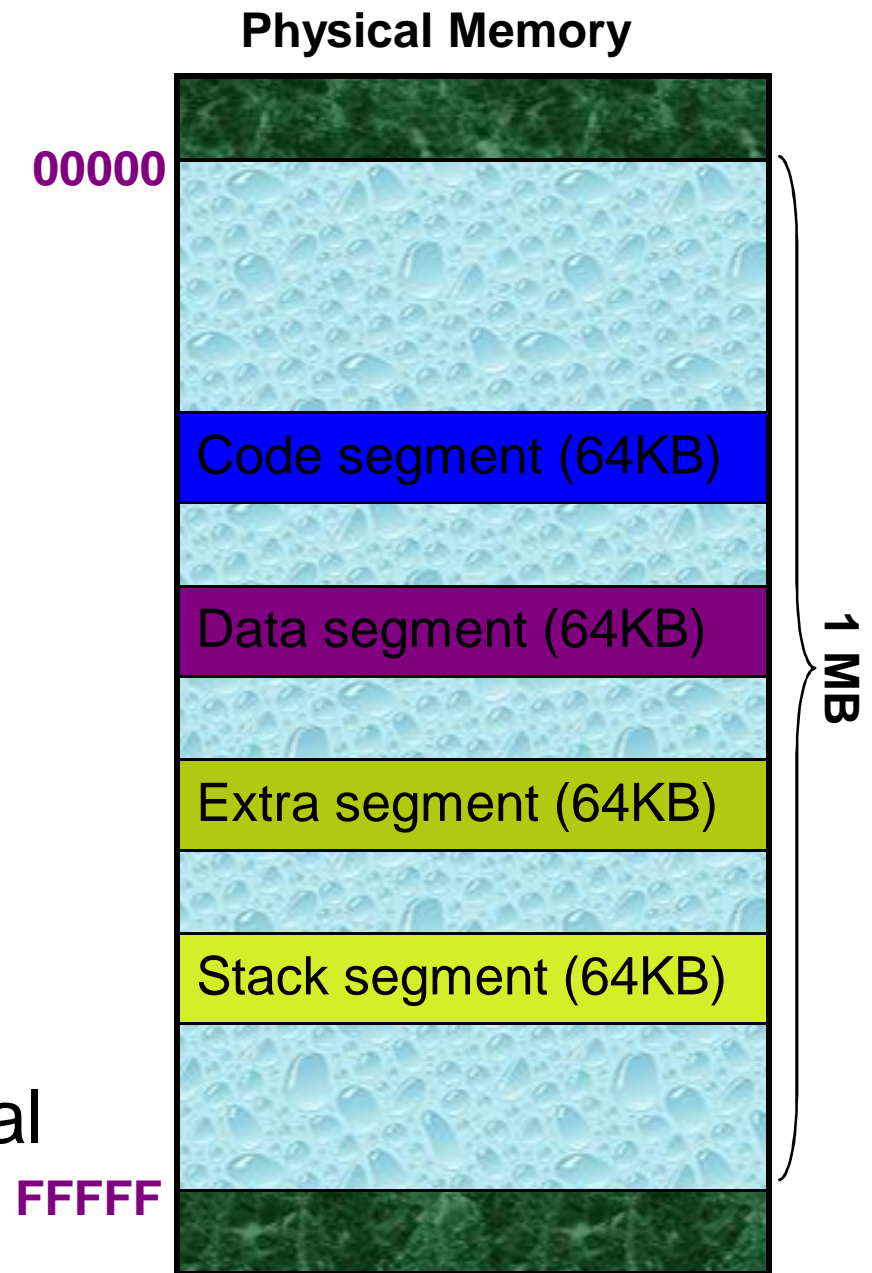 Physical Memory
00000
Code segment (64KB)
Data segment (64KB)
1 MB
Extra segment (64KB)
Stack segment (64KB)
al
FFFFF